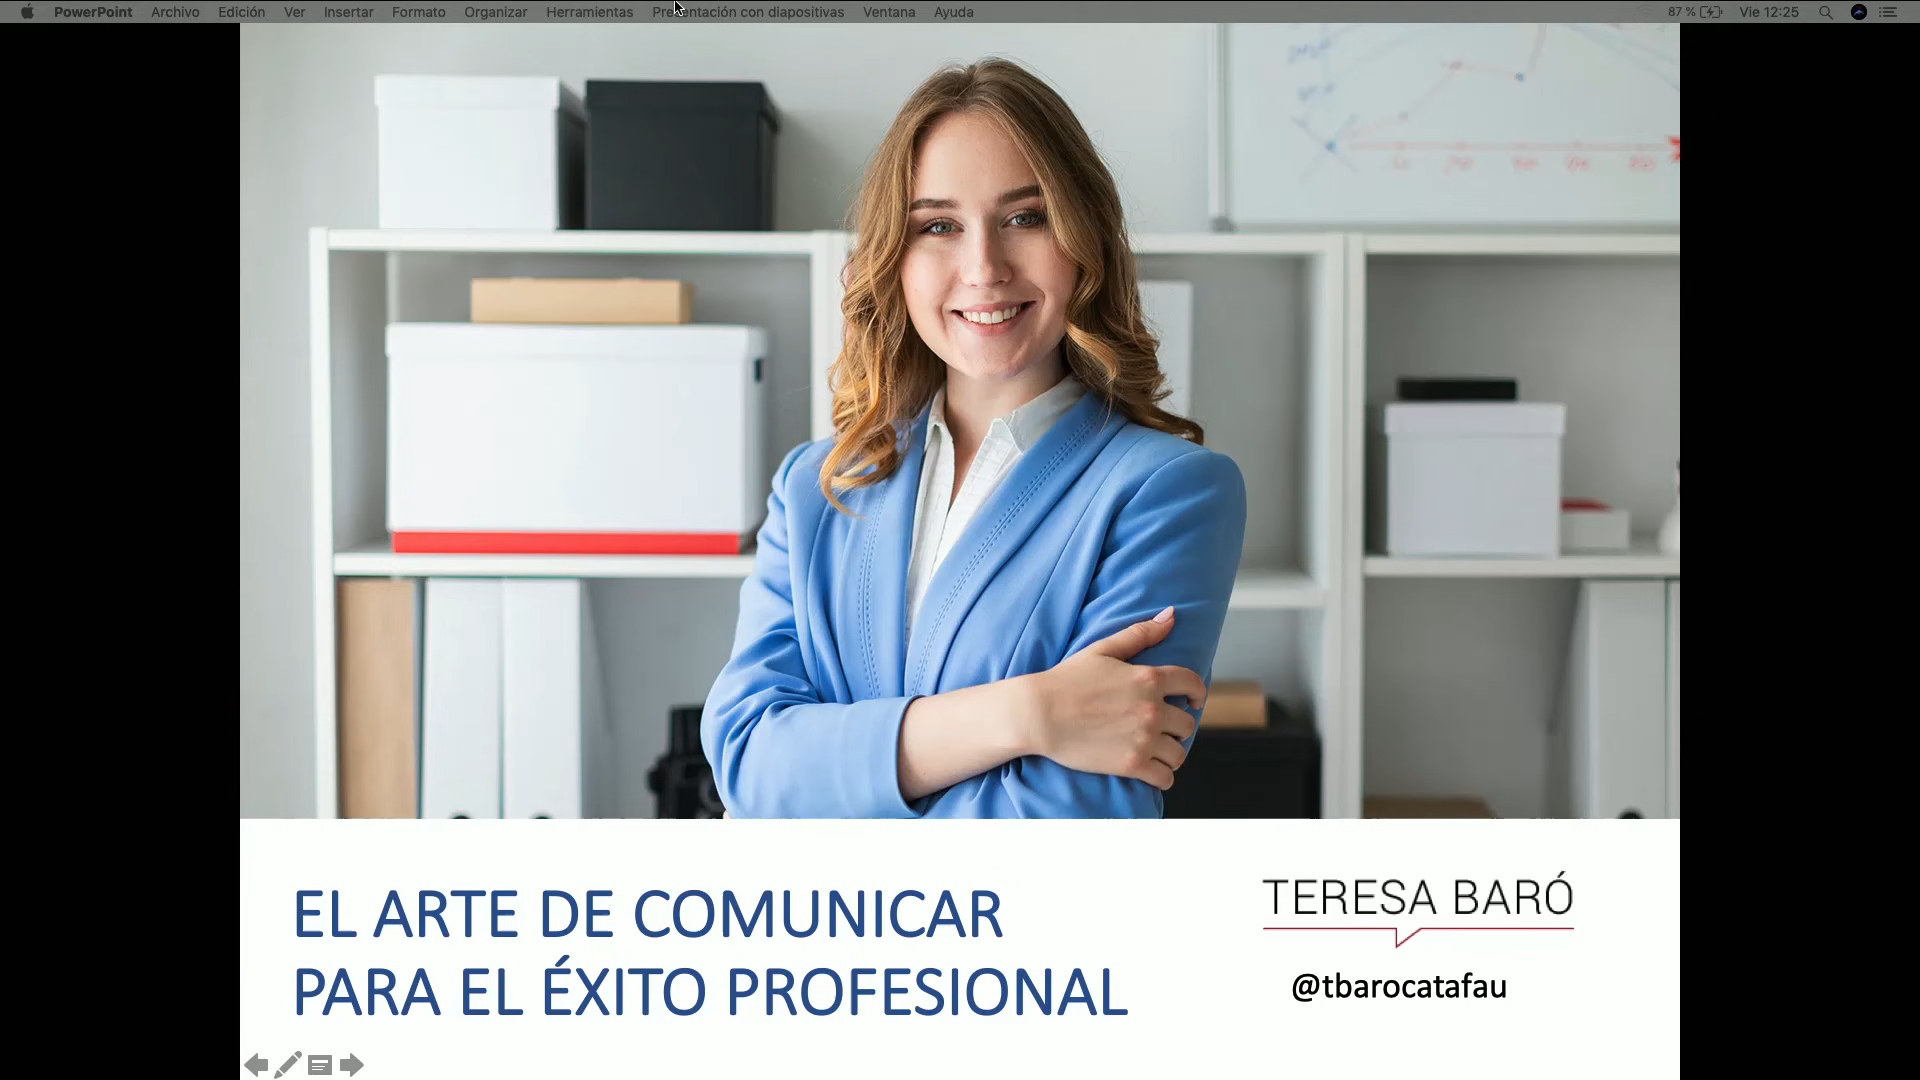 PowerPoint Archivo Edición Ver Insertar Formato Organizar Herramientas Presentación con diapositivas Ventana Ayuda 87 % Vie 12:25
EL ARTE DE COMUNICAR
PARA EL ÉXITO PROFESIONAL
TERESA BARÓ
@tbarocatafau